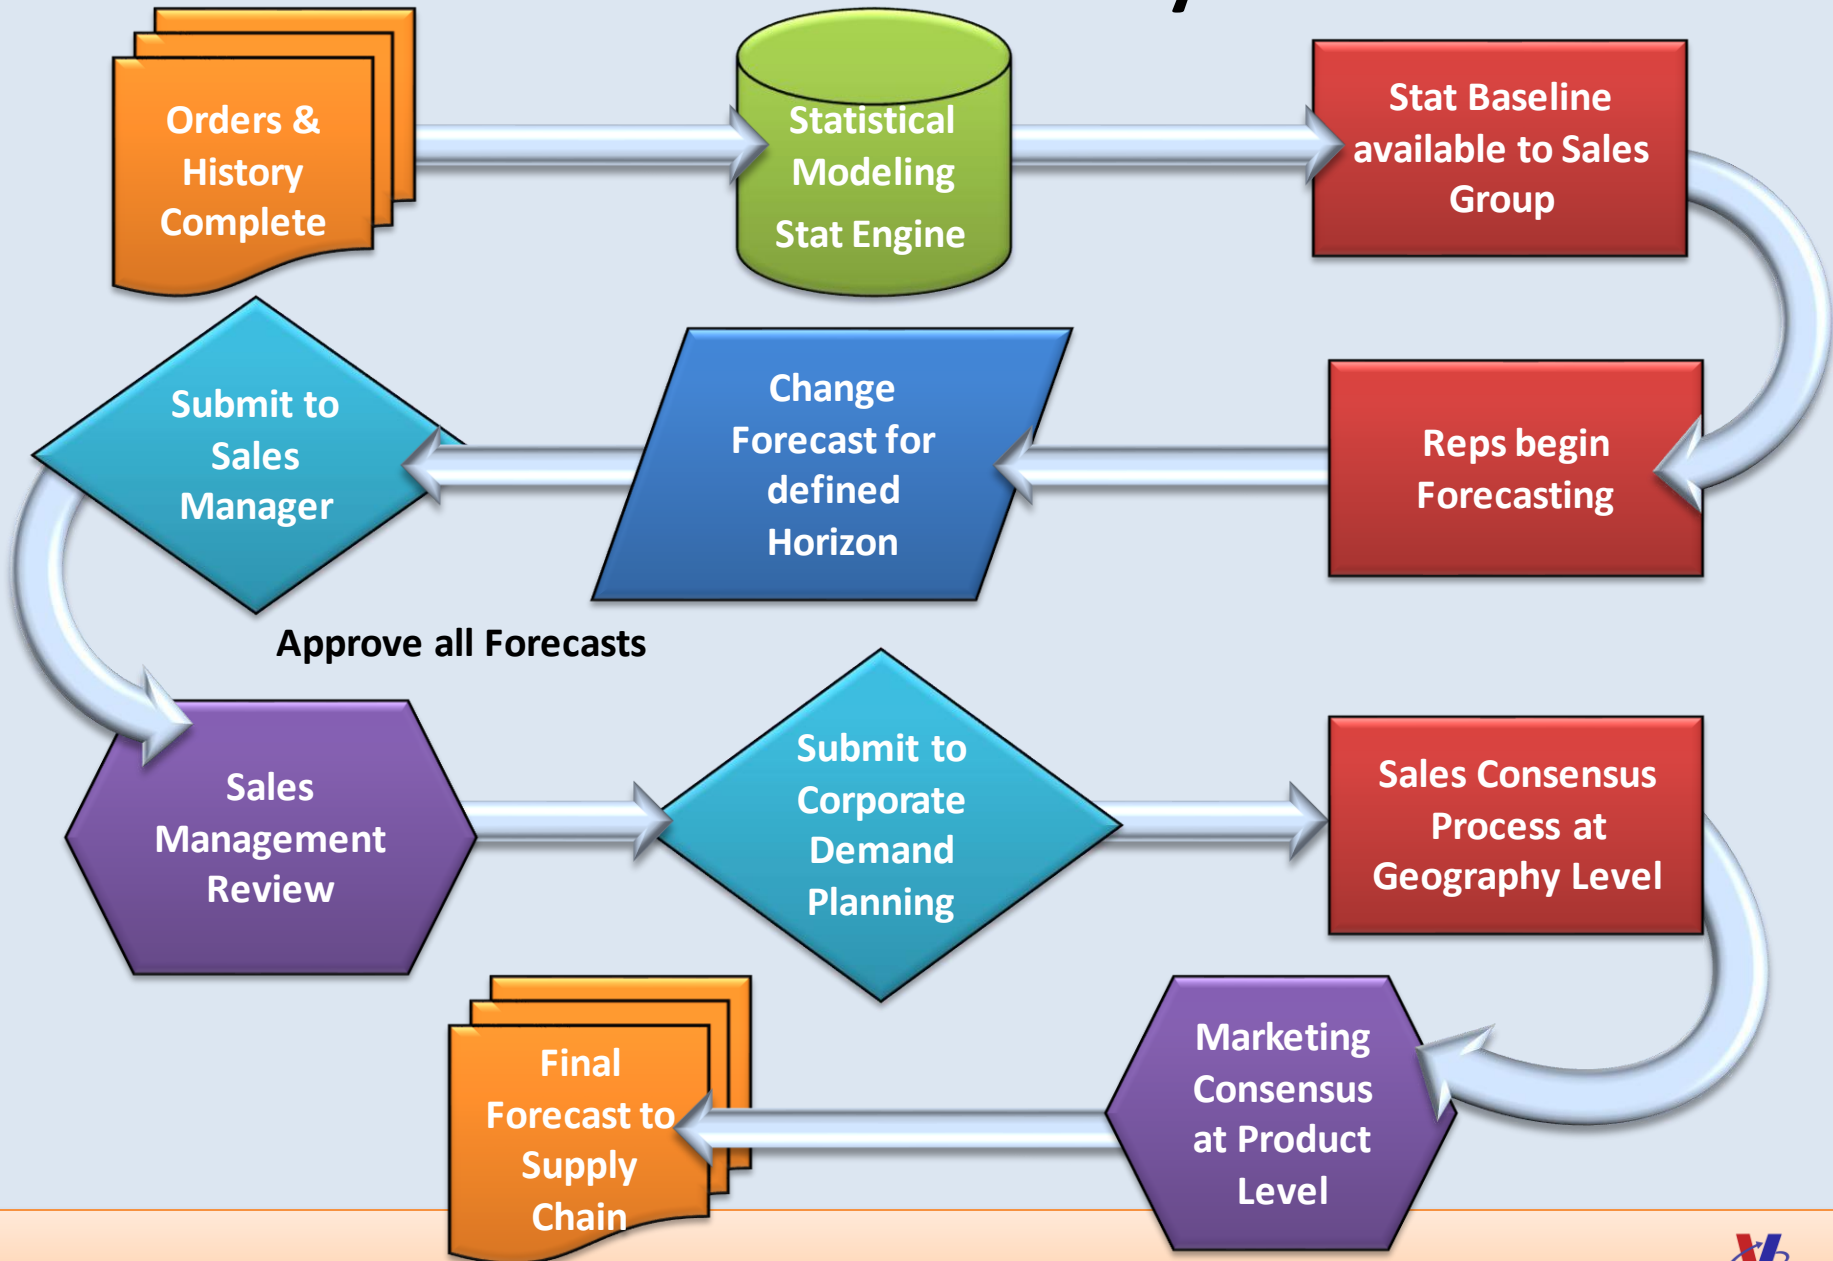 Orders &
History
Complete
Statistical
Modeling
Stat Engine
Stat Baseline
available to Sales
Group
Submit to
Sales
Manager
Change
Forecast for
defined
Horizon
Reps begin
Forecasting
Approve all Forecasts
Sales
Management
Review
Submit to
Corporate
Demand
Planning
Sales Consensus
Process at
Geography Level
Final
Forecast to
Supply
Chain
Marketing
Consensus
at Product
Level